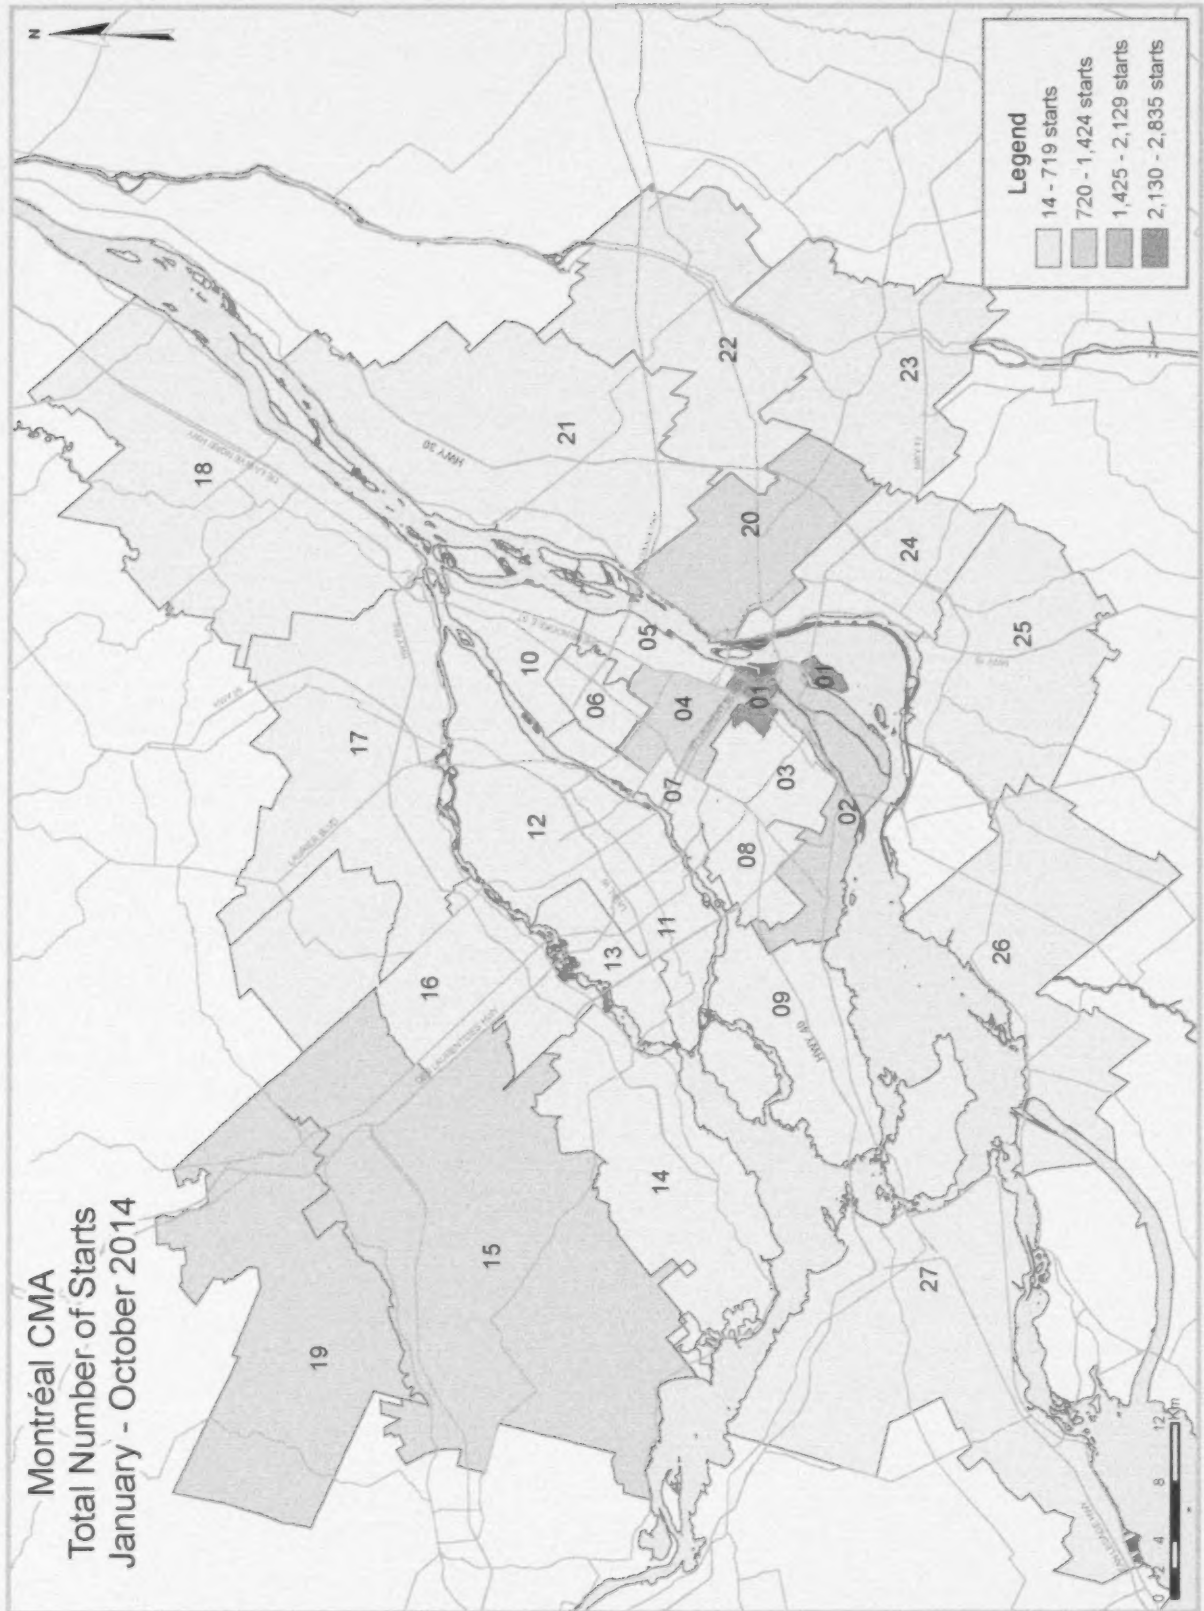 Montréal CMA
Total Number of Starts
January - October 2014
N
Legend
14 - 719 starts
720 - 1,424 starts
1,425 - 2,129 starts
2,130 - 2,835 starts
18
17
21
22
23
20
24
25
10
05
06
04
01
01
07
03
02
12
08
11
13
16
09
26
14
15
19
27
HWY 30
HWY 40
0 2 4 8 12
Km